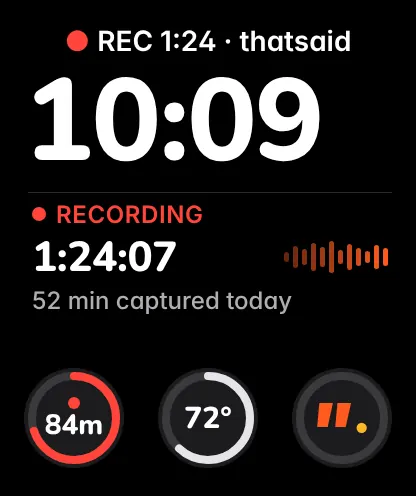 REC 1:24 · thatsaid
10:09
RECORDING
1:24:07
52 min captured today
84m
72°